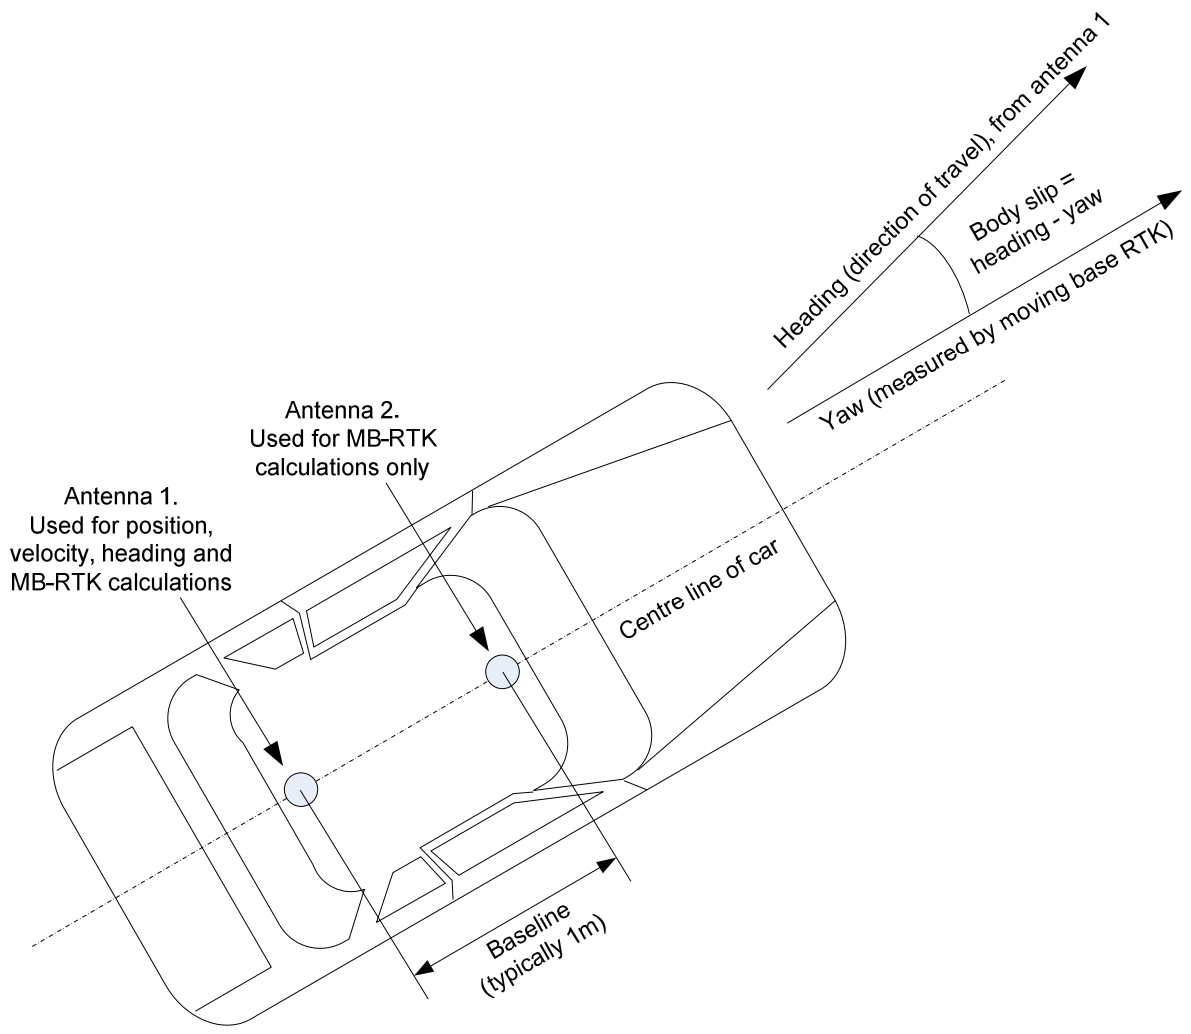 Heading (direction of travel), from antenna 1
Body slip =
heading - yaw
Yaw (measured by moving base RTK)
Antenna 2.
Used for MB-RTK
calculations only
Antenna 1.
Used for position,
velocity, heading and
MB-RTK calculations
Centre line of car
Baseline
(typically 1m)